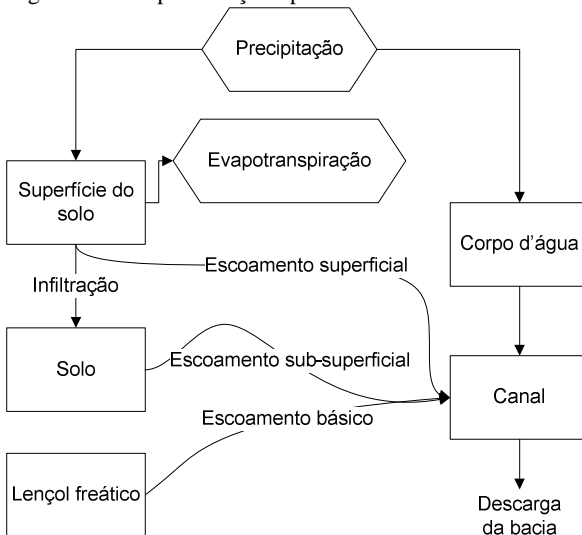 Precipitação
Evapotranspiração
Superfície do
solo
Corpo d’água
Escoamento superficial
Infiltração
Solo
Escoamento sub-superficial
Canal
Escoamento básico
Lençol freático
Descarga
da bacia